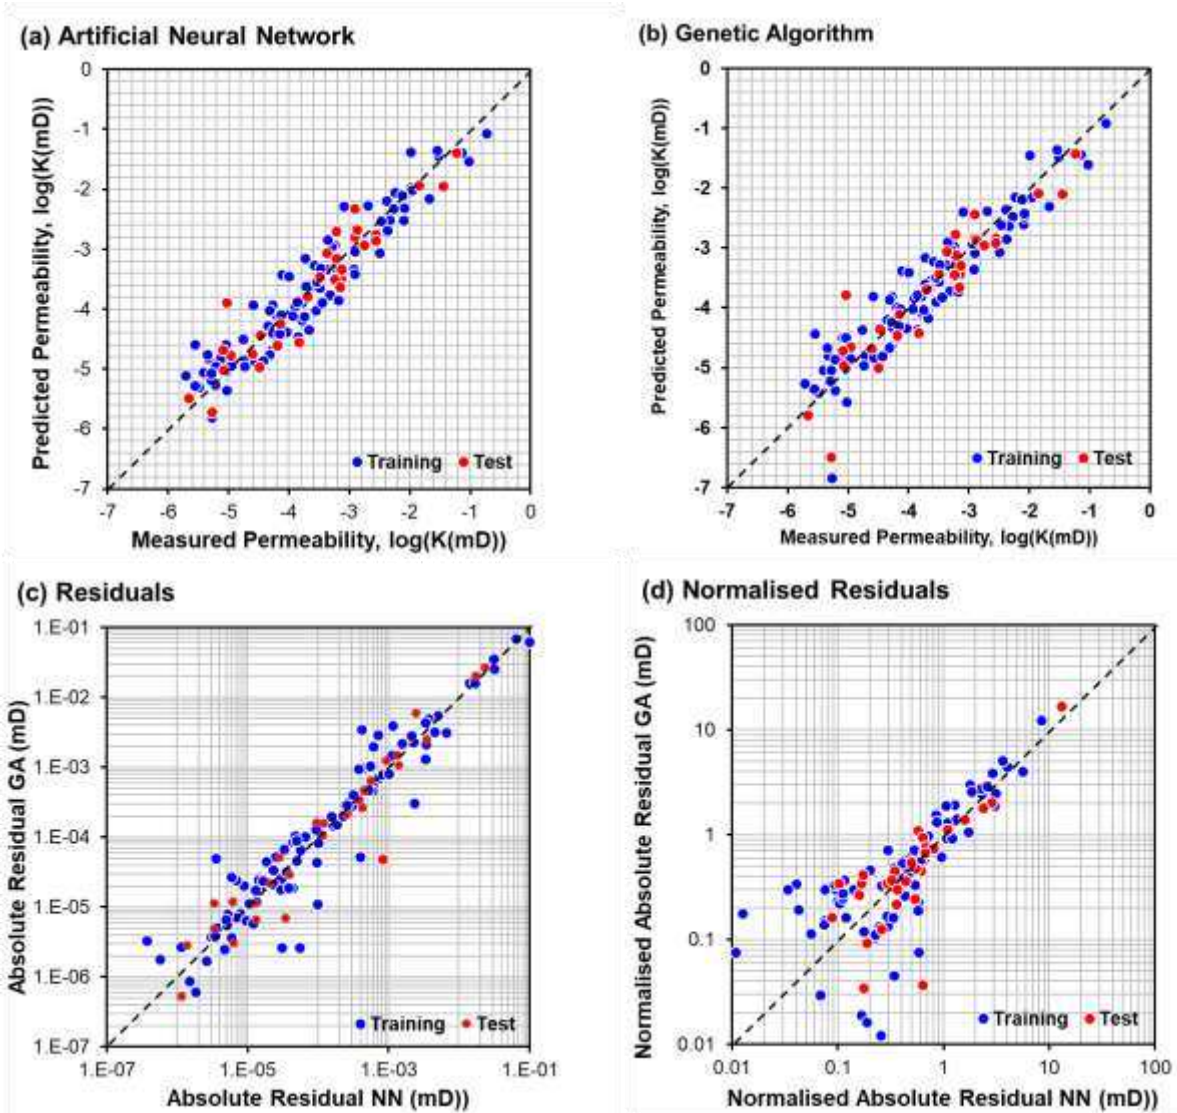 (a) Artificial Neural Network
0
-1
-2
-3
-4
-5
-6
-7
Predicted Permeability, log(K(mD))
-7 -6 -5 -4 -3 -2 -1 0
Measured Permeability, log(K(mD))
Training Test
(b) Genetic Algorithm
0
-1
-2
-3
-4
-5
-6
-7
Predicted Permeability, log(K(mD))
-7 -6 -5 -4 -3 -2 -1 0
Measured Permeability, log(K(mD))
Training Test
(c) Residuals
1.E-01
1.E-02
1.E-03
1.E-04
1.E-05
1.E-06
1.E-07
Absolute Residual GA (mD)
1.E-07 1.E-05 1.E-03 1.E-01
Absolute Residual NN (mD))
Training Test
(d) Normalised Residuals
100
10
1
0.1
0.01
Normalised Absolute Residual GA (mD)
0.01 0.1 1 10 100
Normalised Absolute Residual NN (mD))
Training Test